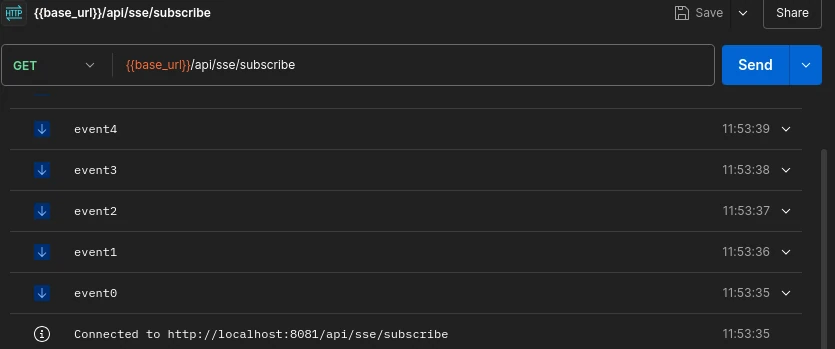 HTTP {{base_url}}/api/sse/subscribe Save Share
GET {{base_url}}/api/sse/subscribe Send
event4 11:53:39
event3 11:53:38
event2 11:53:37
event1 11:53:36
event0 11:53:35
Connected to http://localhost:8081/api/sse/subscribe 11:53:35